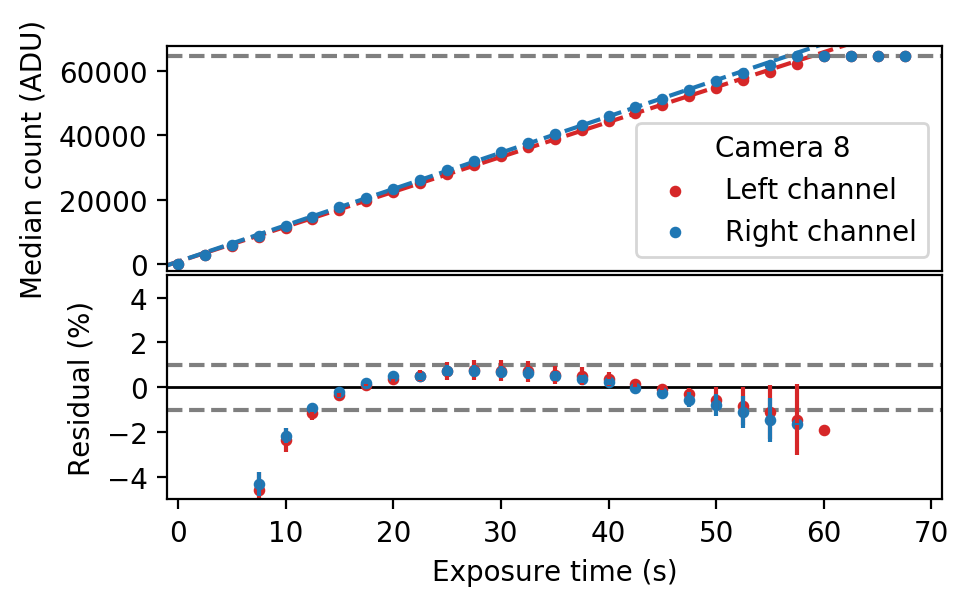 Median count (ADU)
60000
40000
20000
0
Camera 8
Left channel
Right channel
Residual (%)
4
2
0
−2
−4
0 10 20 30 40 50 60 70
Exposure time (s)